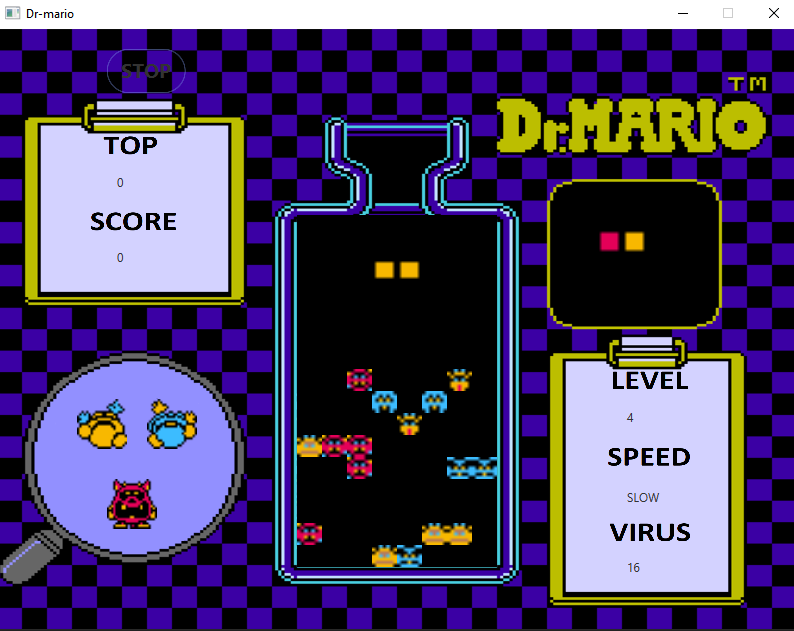 Dr-mario
STOP
TOP
0
SCORE
0
TM
DR.MARIO
LEVEL
4
SPEED
SLOW
VIRUS
16